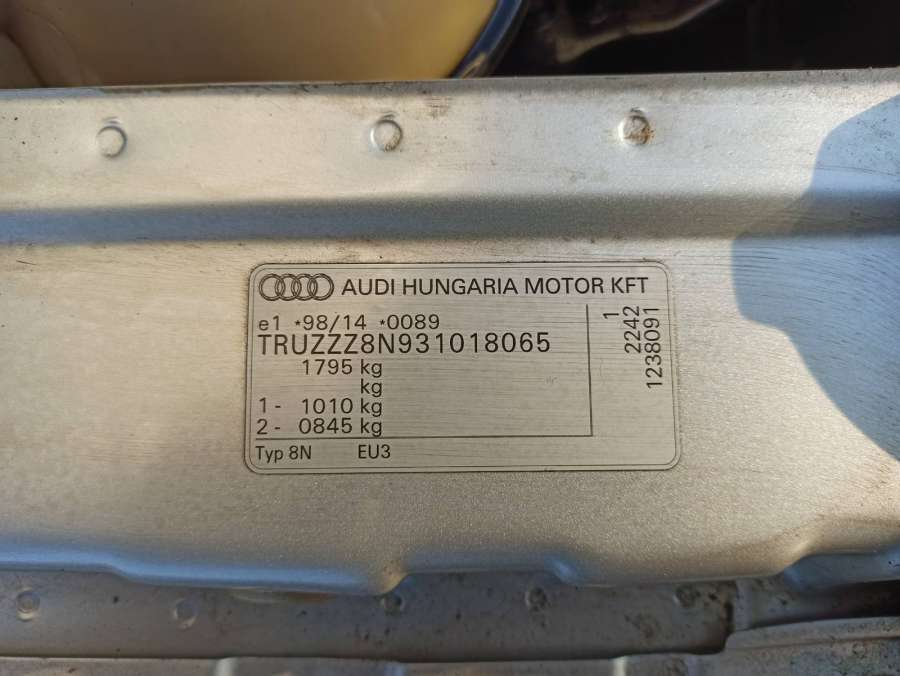 AUDI HUNGARIA MOTOR KFT
e1 *98/14 *0089
TRUZZZ8N931018065
1795 kg
kg
1 - 1010 kg
2 - 0845 kg
Typ 8N EU3
1
2242
1238091